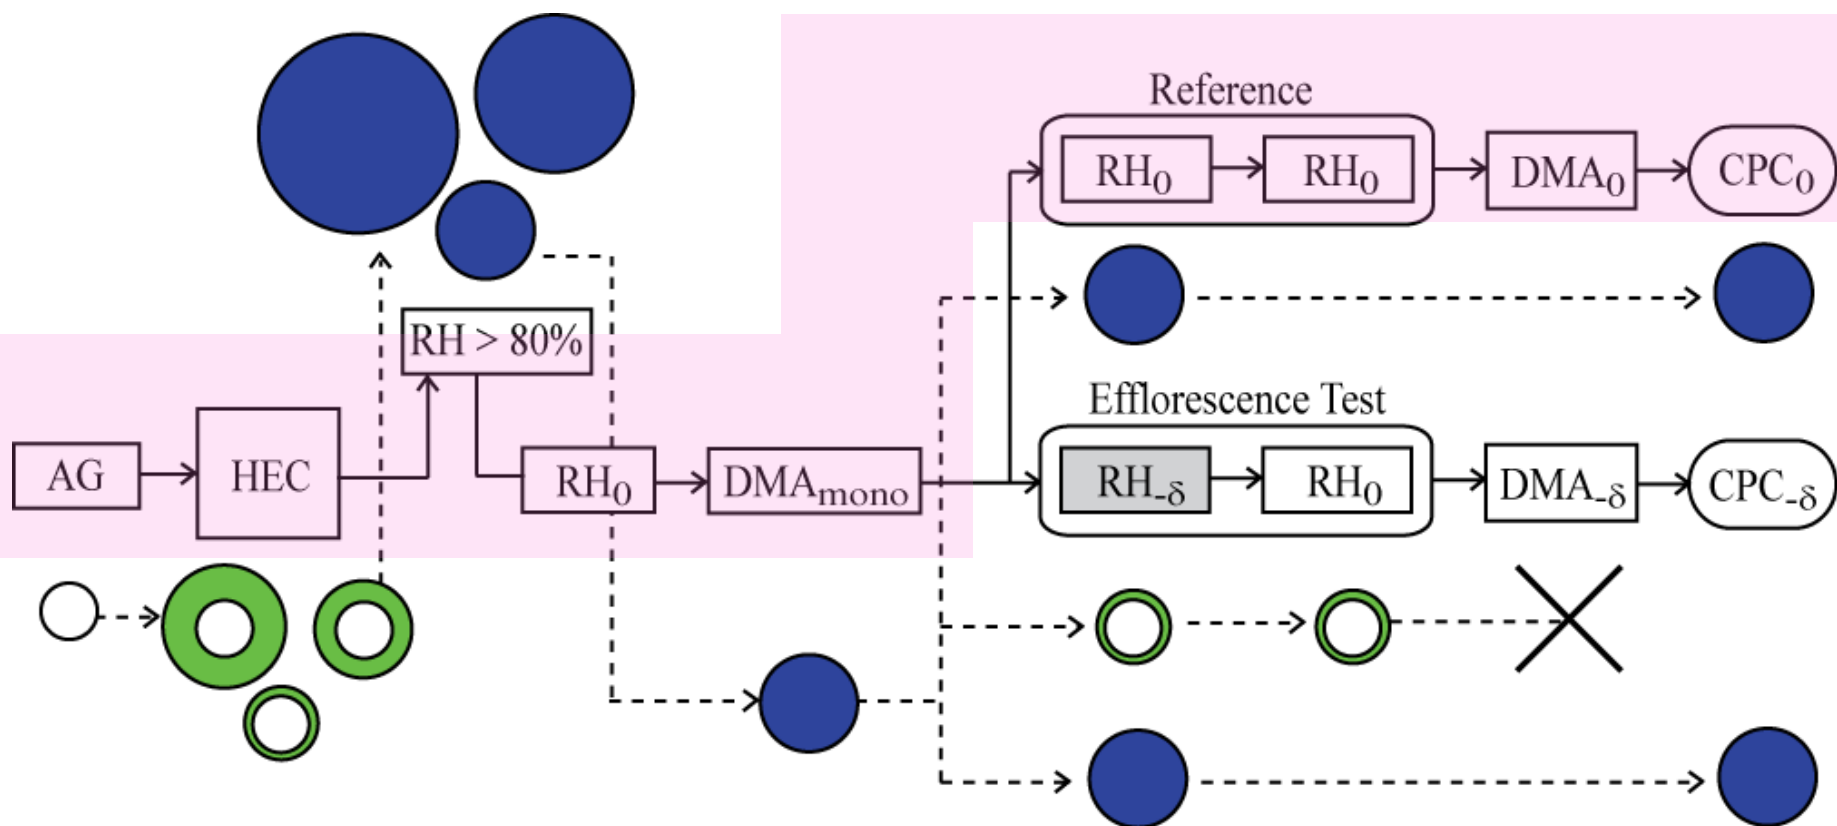 Reference
RH0
RH0
DMA0
CPC0
RH > 80%
Efflorescence Test
AG
HEC
RH0
DMAmono
RH-δ
RH0
DMA-δ
CPC-δ